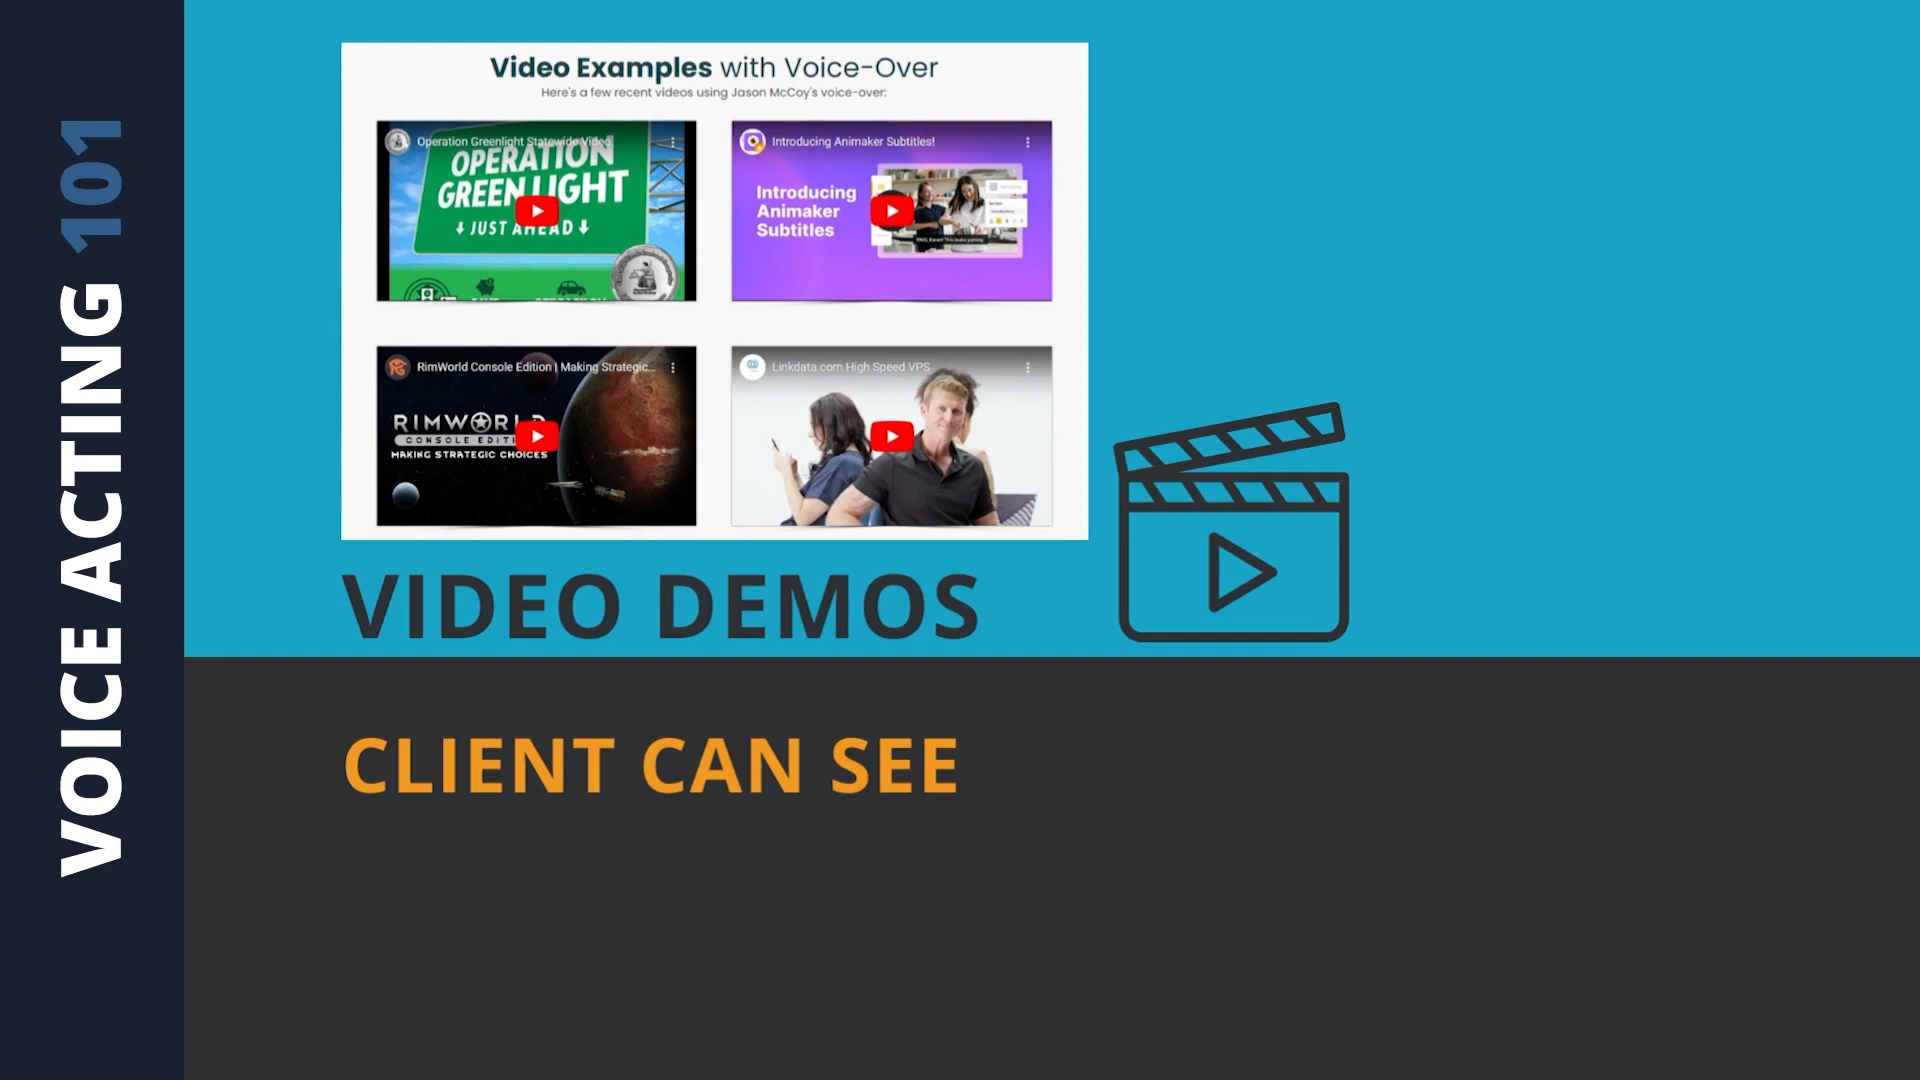 VOICE ACTING 101
Video Examples with Voice-Over
Here's a few recent videos using Jason McCoy's voice-over:
Operation Greenlight Statewide Video
OPERATION
GREENLIGHT
JUST AHEAD
Introducing Animaker Subtitles!
Introducing
Animaker
Subtitles
RimWorld Console Edition | Making Strategic...
RIMWORLD
CONSOLE EDITI
MAKING STRATEGIC CHOICES
Linkdata.com High Speed VPS
VIDEO DEMOS
CLIENT CAN SEE